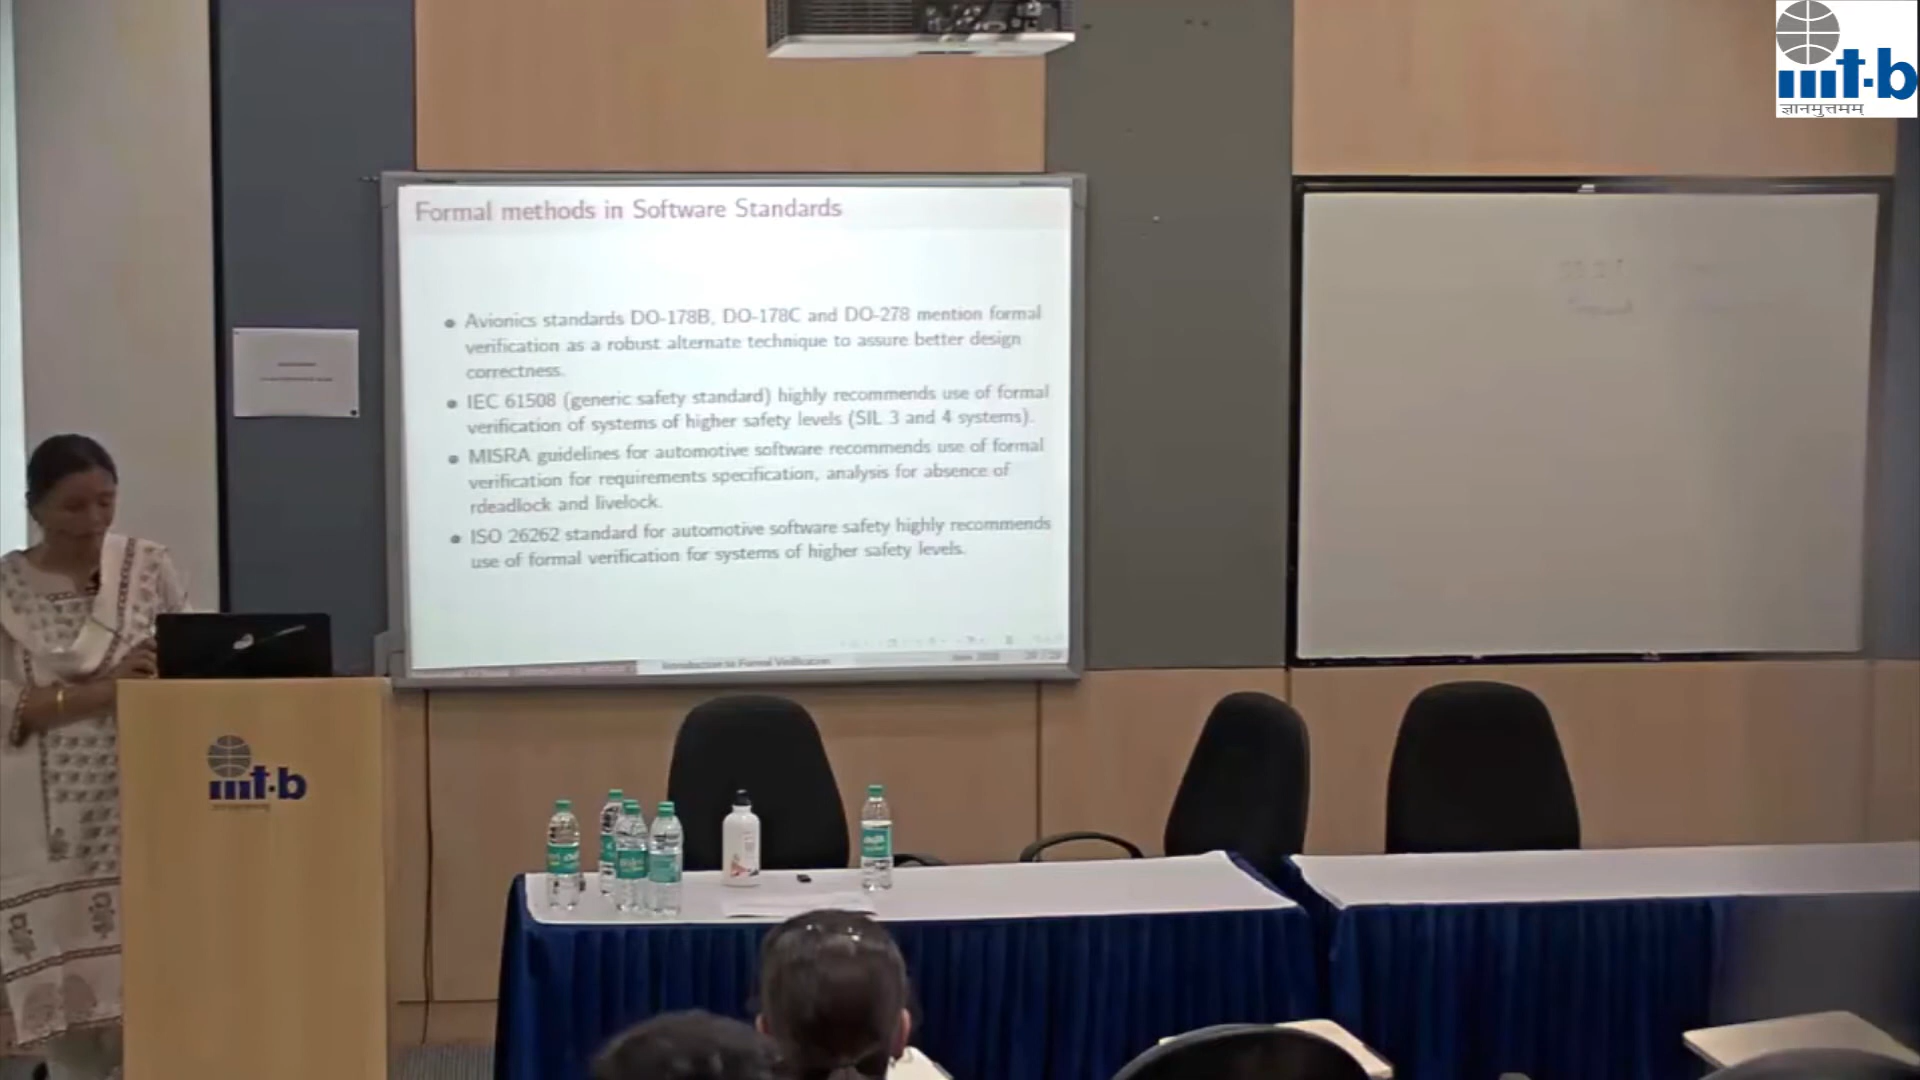 iiit-b
ज्ञानमुत्तमम्
Formal methods in Software Standards
Avionics standards DO-178B, DO-178C and DO-278 mention formal
verification as a robust alternate technique to assure better design
correctness.
IEC 61508 (generic safety standard) highly recommends use of formal
verification of systems of higher safety levels (SIL 3 and 4 systems).
MISRA guidelines for automotive software recommends use of formal
verification for requirements specification, analysis for absence of
rdeadlock and livelock.
ISO 26262 standard for automotive software safety highly recommends
use of formal verification for systems of higher safety levels.
Introduction to Formal Verification
iiit-b